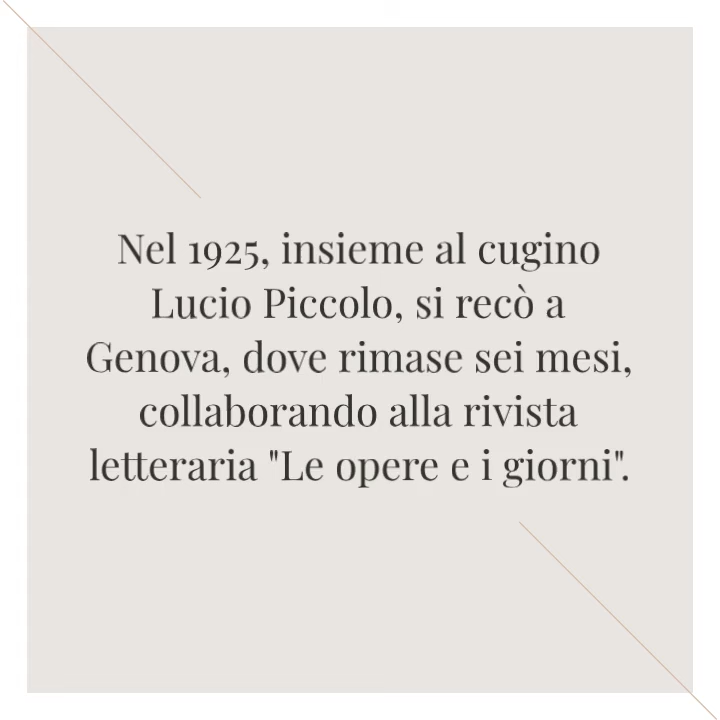 Nel 1925, insieme al cugino
Lucio Piccolo, si recò a
Genova, dove rimase sei mesi,
collaborando alla rivista
letteraria "Le opere e i giorni".